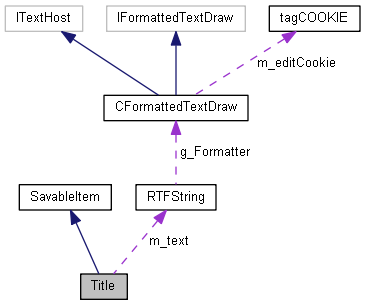 ITextHost
IFormattedTextDraw
tagCOOKIE
m_editCookie
CFormattedTextDraw
g_Formatter
SavableItem
RTFString
m_text
Title